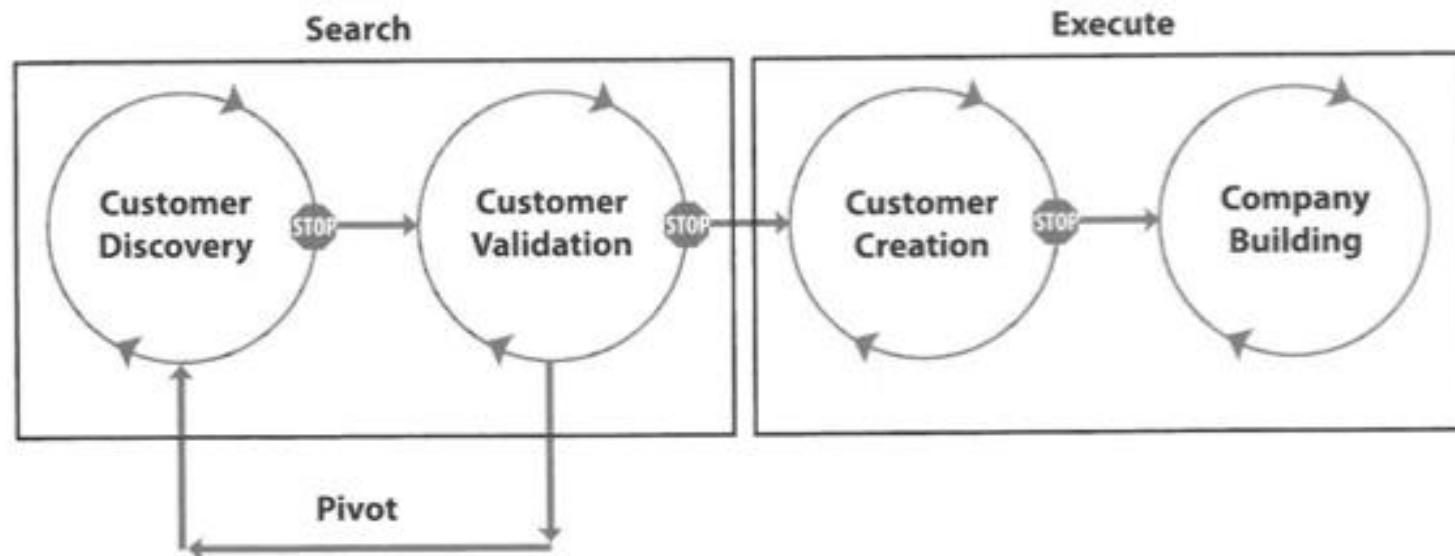 Search
Execute
Customer
Discovery
STOP
Customer
Validation
STOP
Customer
Creation
STOP
Company
Building
Pivot